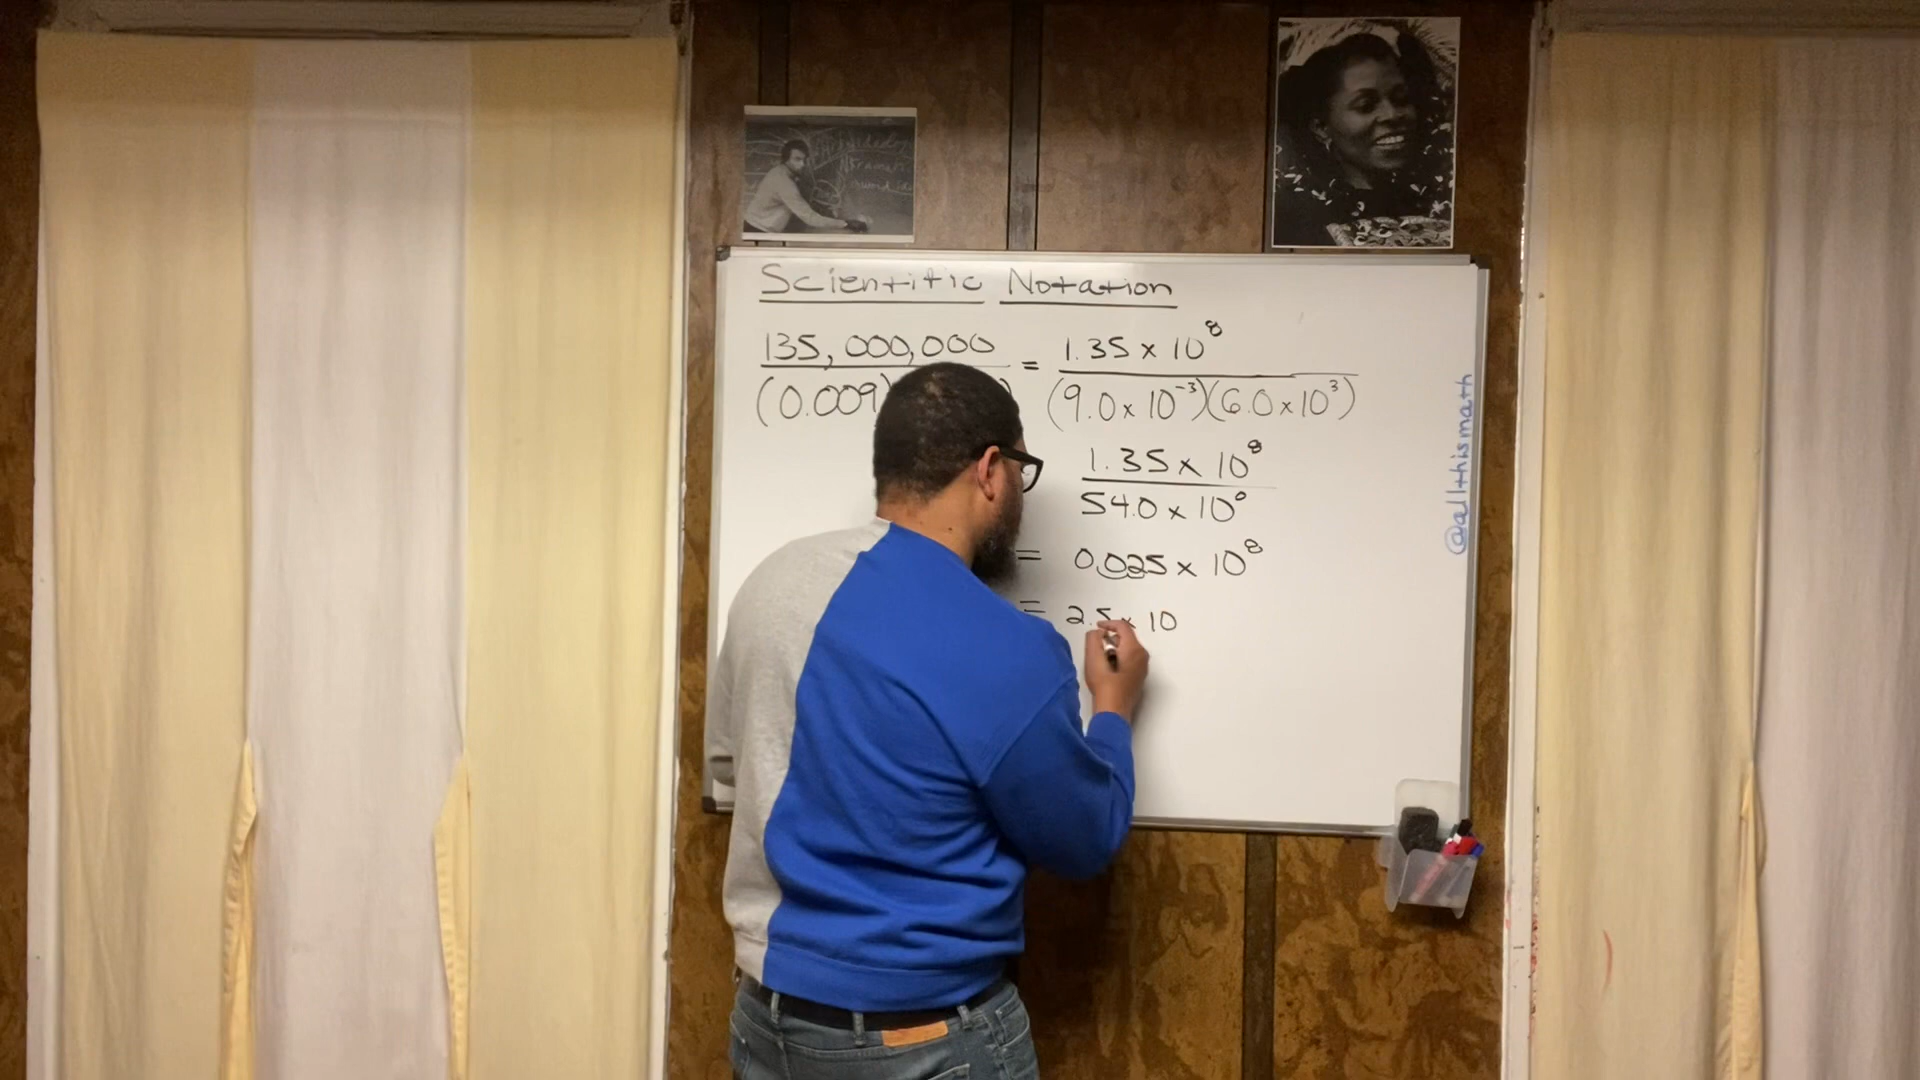 Scientific Notation
135,000,000 = 1.35 x 10⁸
(0.009) (9.0 x 10⁻³)(6.0 x 10³)
1.35 x 10⁸
54.0 x 10⁰
= 0.025 x 10⁸
= 2.5 x 10
@allthismath